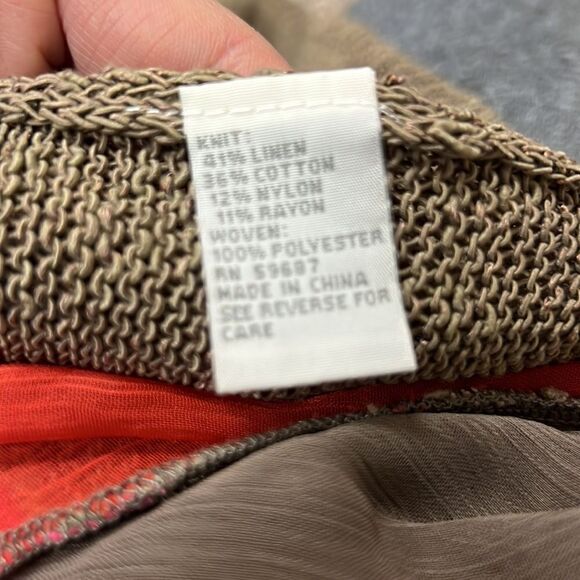 KNIT:
41% LINEN
36% COTTON
12% NYLON
11% RAYON
WOVEN:
100% POLYESTER
RN 59687
MADE IN CHINA
SEE REVERSE FOR
CARE